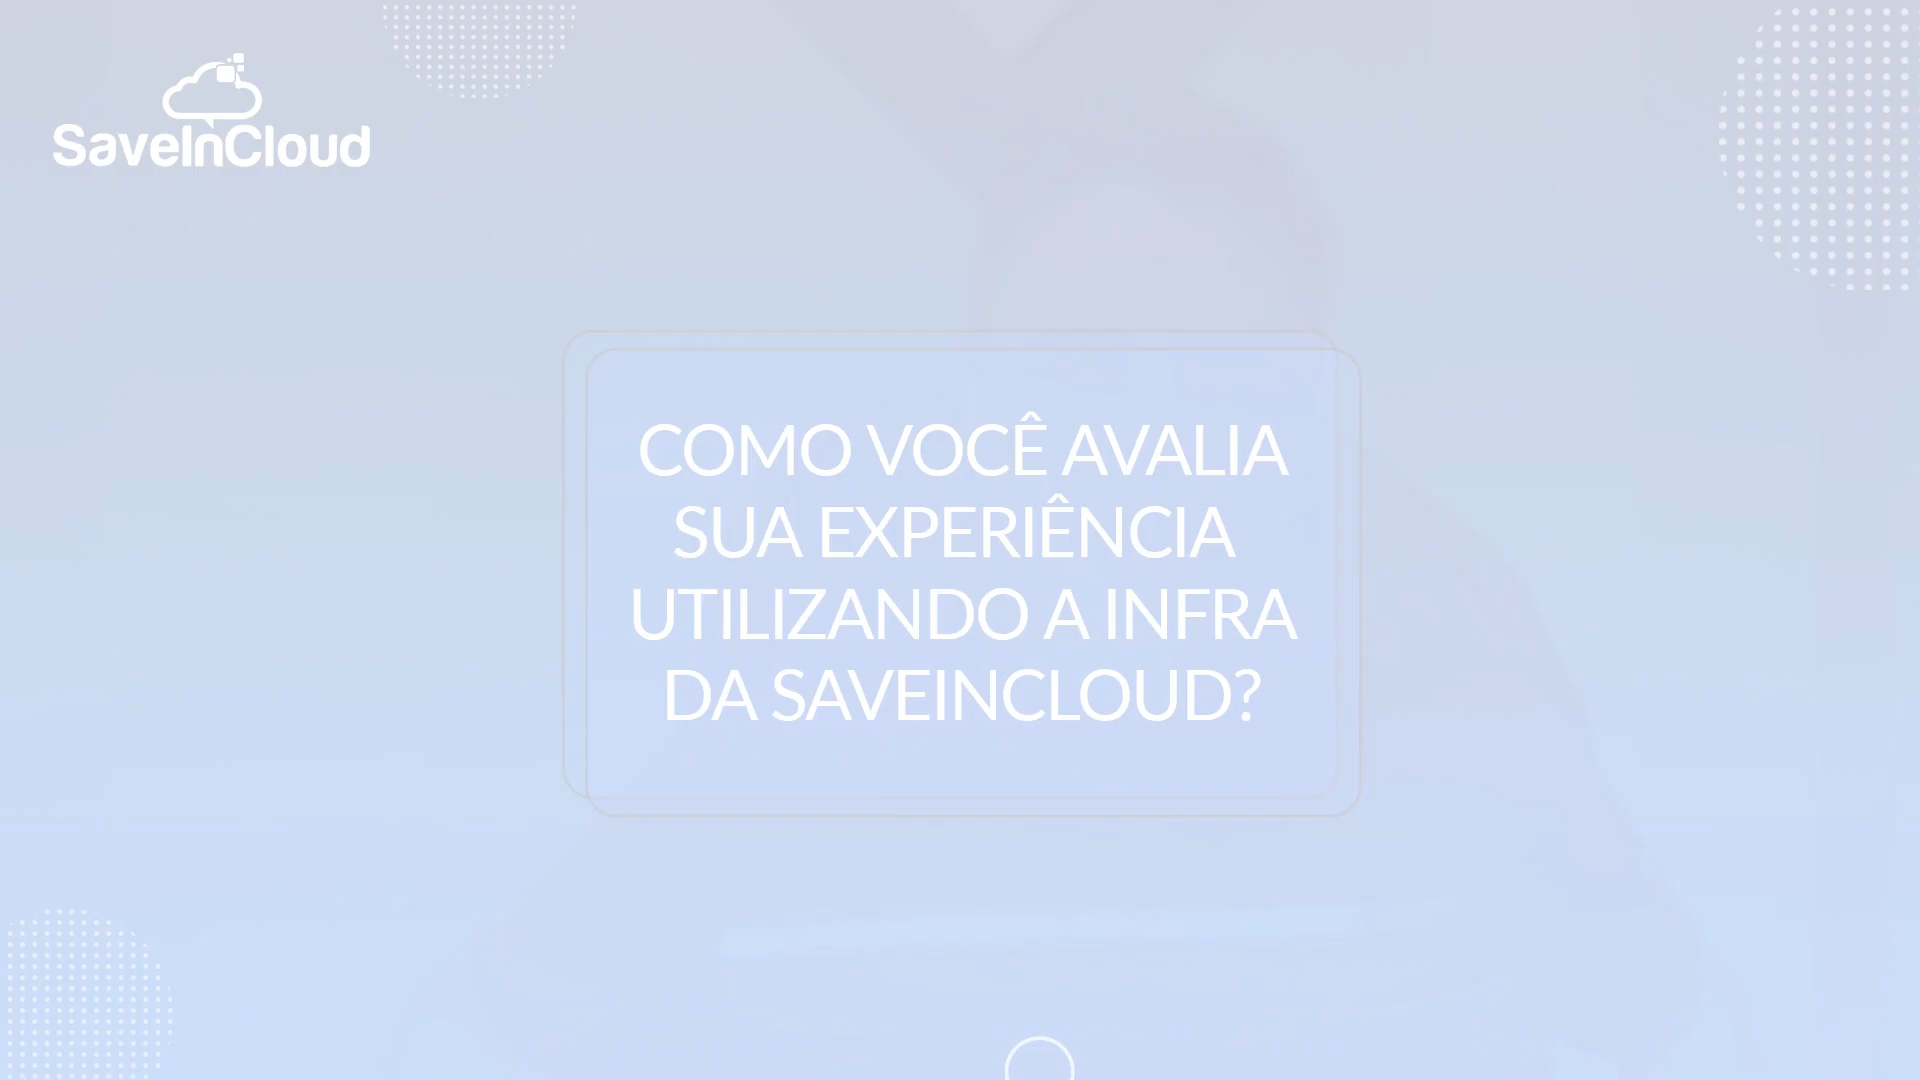 SaveInCloud
COMO VOCÊ AVALIA
SUA EXPERIÊNCIA
UTILIZANDO A INFRA
DA SAVEINCLOUD?